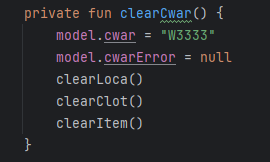 private fun clearCwar() {
    model.cwar = "W3333"
    model.cwarError = null
    clearLoca()
    clearClot()
    clearItem()
}